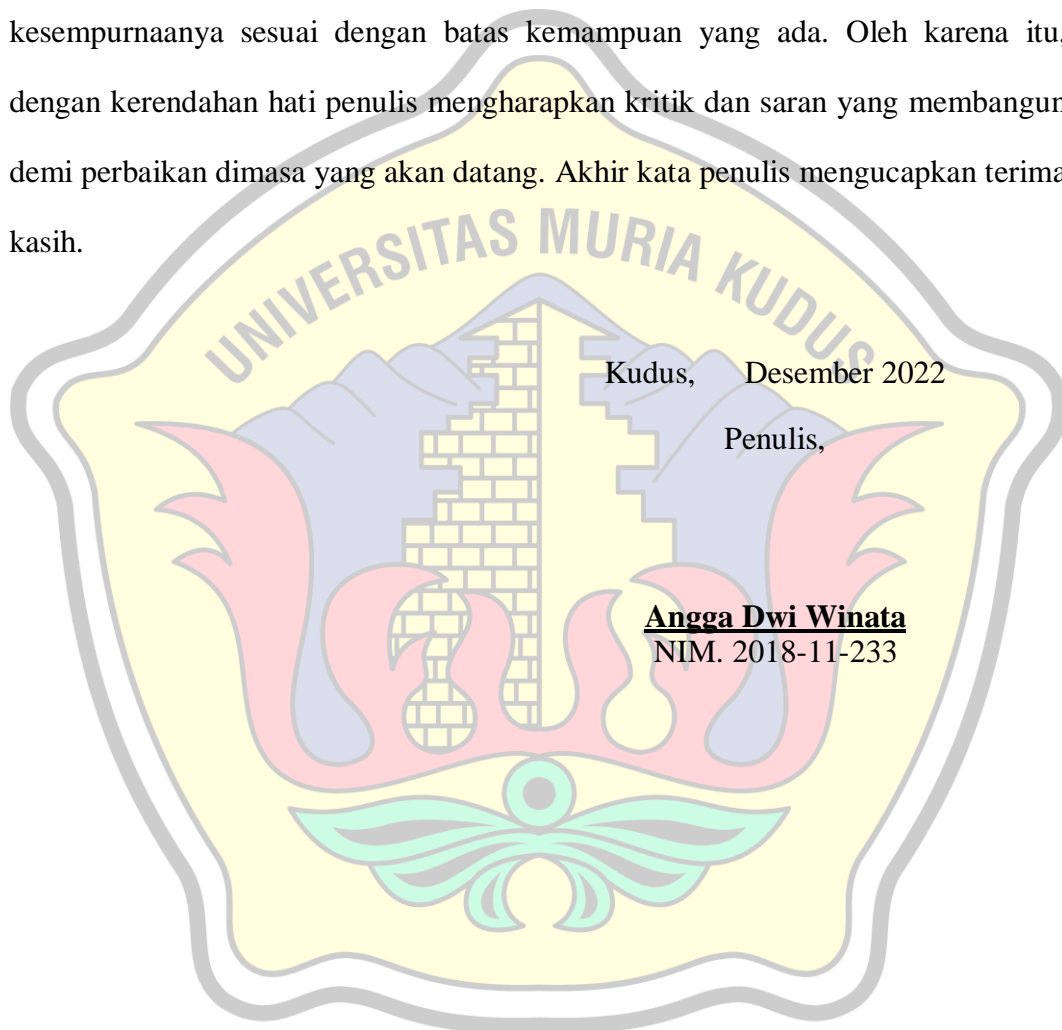 kesempurnaanya sesuai dengan batas kemampuan yang ada. Oleh karena itu,
dengan kerendahan hati penulis mengharapkan kritik dan saran yang membangun
demi perbaikan dimasa yang akan datang. Akhir kata penulis mengucapkan terima
kasih.
UNIVERSITAS MURIA KUDUS
Kudus, Desember 2022
Penulis,
Angga Dwi Winata
NIM. 2018-11-233